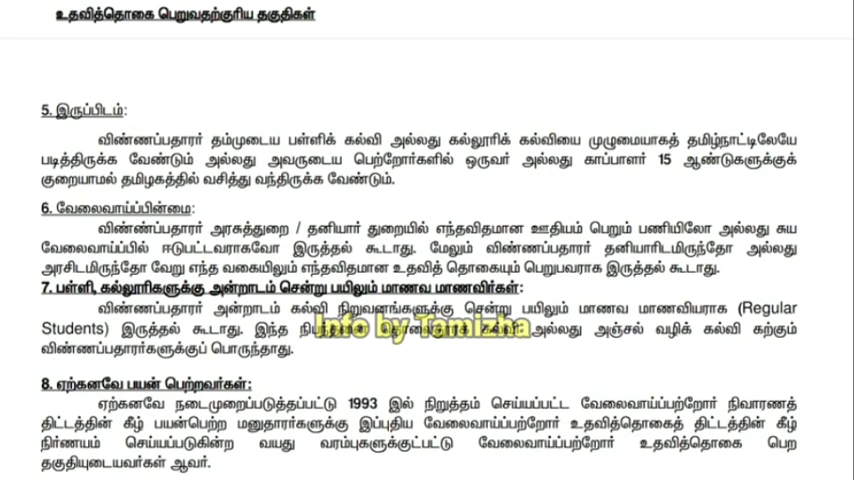 உதவித்தொகை பெறுவதற்குரிய தகுதிகள்
5. இருப்பிடம்:
விண்ணப்பதாரர் தம்முடைய பள்ளிக் கல்வி அல்லது கல்லூரிக் கல்வியை முழுமையாகத் தமிழ்நாட்டிலேயே
படித்திருக்க வேண்டும் அல்லது அவருடைய பெற்றோர்களில் ஒருவர் அல்லது காப்பாளர் 15 ஆண்டுகளுக்குக்
குறையாமல் தமிழகத்தில் வசித்து வந்திருக்க வேண்டும்.
6. வேலைவாய்ப்பின்மை:
விண்ண்ப்பதாரர் அரசுத்துறை / தனியார் துறையில் எந்தவிதமான ஊதியம் பெறும் பணியிலோ அல்லது சுய
வேலைவாய்ப்பில் ஈடுபட்டவராகவோ இருத்தல் கூடாது. மேலும் விண்ணப்பதாரர் தனியாரிடமிருந்தோ அல்லது
அரசிடமிருந்தோ வேறு எந்த வகையிலும் எந்தவிதமான உதவித் தொகையும் பெறுபவராக இருத்தல் கூடாது.
7. பள்ளி, கல்லூரிகளுக்கு அன்றாடம் சென்று பயிலும் மாணவ மாணவிர்கள்:
விண்ணப்பதாரர் அன்றாடம் கல்வி நிறுவனங்களுக்கு சென்று பயிலும் மாணவ மாணவியராக (Regular
Students) இருத்தல் கூடாது. இந்த நிபந்தனை தொலைதூரக் கல்வி அல்லது அஞ்சல் வழிக் கல்வி கற்கும்
Info by Tamizha
விண்ணப்பதாரர்களுக்குப் பொருந்தாது.
8. ஏற்கனவே பயன் பெற்றவர்கள்:
ஏற்கனவே நடைமுறைப்படுத்தப்பட்டு 1993 இல் நிறுத்தம் செய்யப்பட்ட வேலைவாய்ப்பற்றோர் நிவாரணத்
திட்டத்தின் கீழ் பயன்பெற்ற மனுதாரர்களுக்கு இப்புதிய வேலைவாய்ப்பற்றோர் உதவித்தொகைத் திட்டத்தின் கீழ்
நிர்ணயம் செய்யப்படுகின்ற வயது வரம்புகளுக்குட்பட்டு வேலைவாய்ப்பற்றோர் உதவித்தொகை பெற
தகுதியுடையவர்கள் ஆவர்.